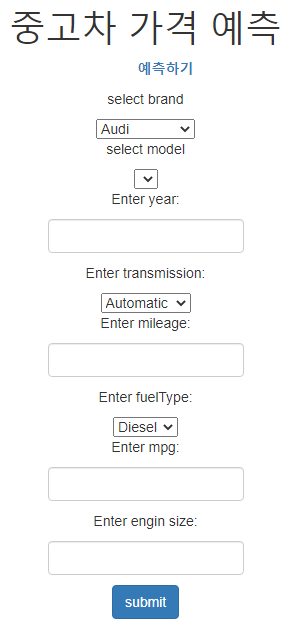 중고차 가격 예측
예측하기
select brand
Audi
select model
Enter year:
Enter transmission:
Automatic
Enter mileage:
Enter fuelType:
Diesel
Enter mpg:
Enter engin size:
submit